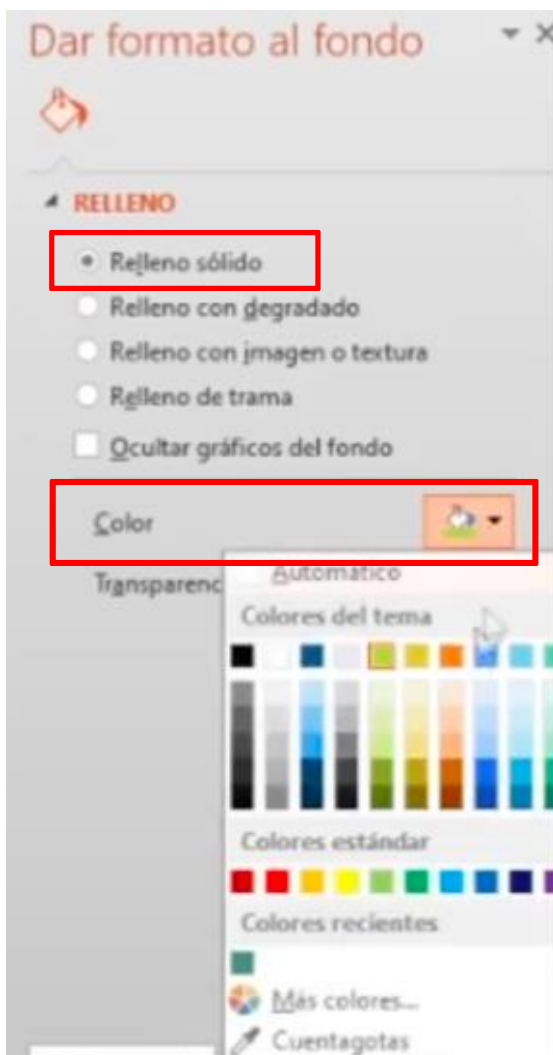 Dar formato al fondo
RELLENO
Relleno sólido
Relleno con degradado
Relleno con imagen o textura
Relleno de trama
Ocultar gráficos del fondo
Color
Transparenc
Automático
Colores del tema
Colores estándar
Colores recientes
Más colores...
Cuentagotas